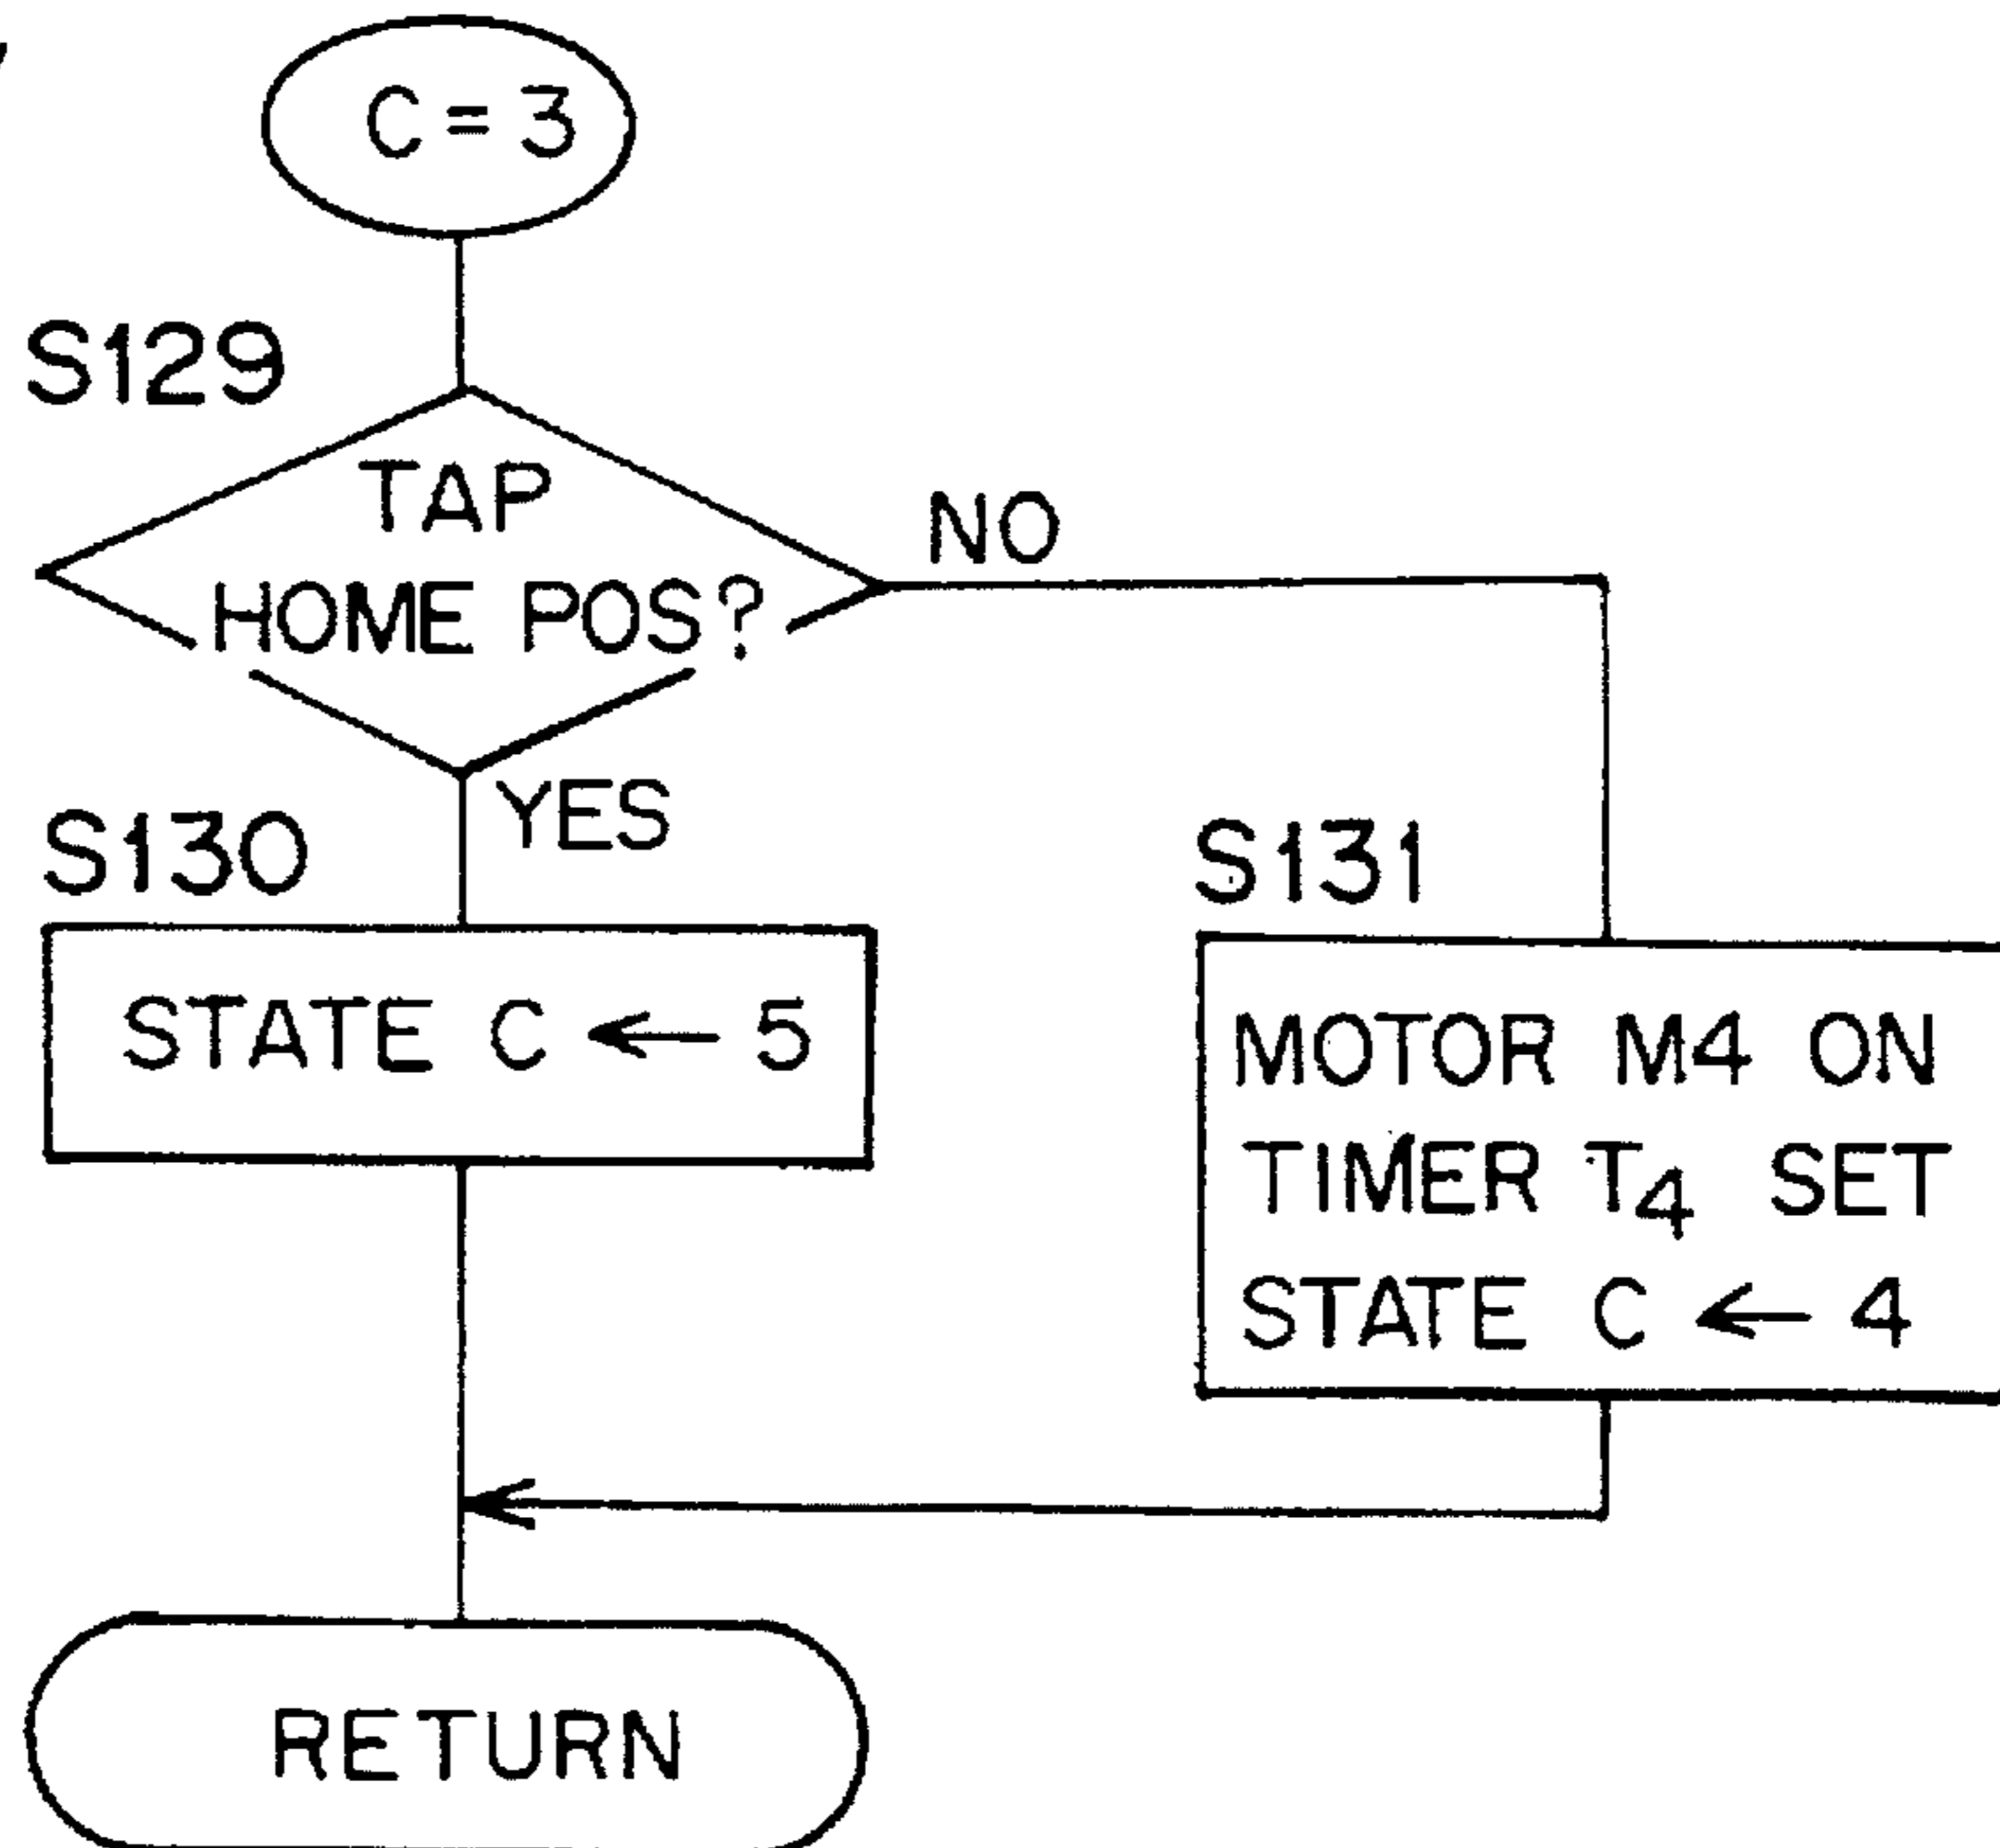 C = 3
S129
TAP
HOME POS?
NO
YES
S130
STATE C ← 5
S131
MOTOR M4 ON
TIMER T4 SET
STATE C ← 4
RETURN